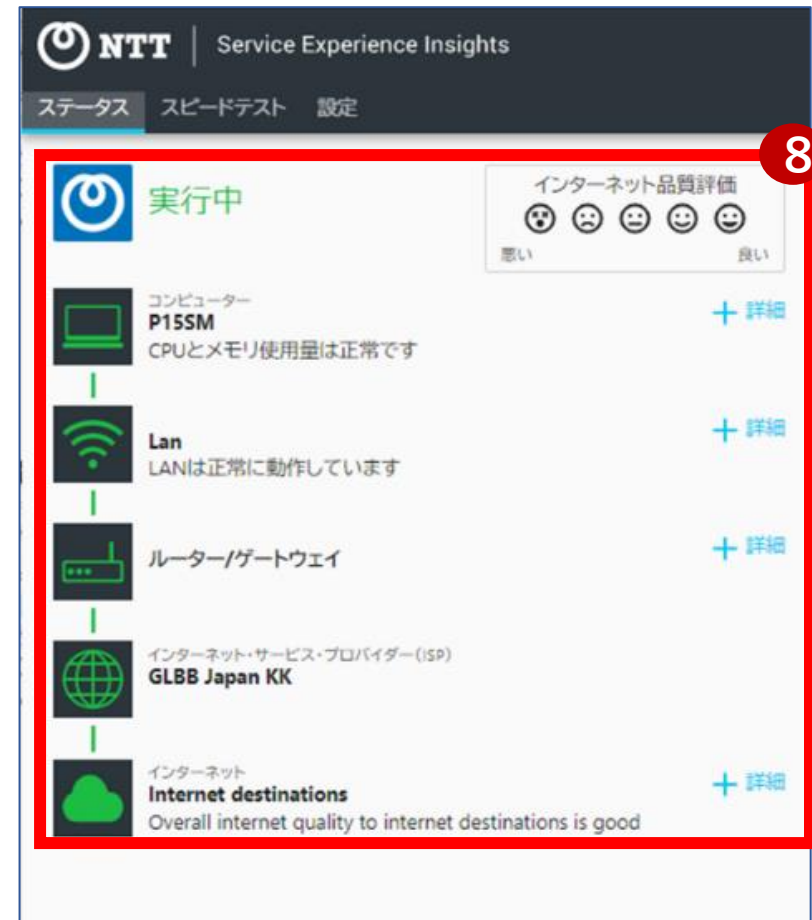 NTT Service Experience Insights
ステータス スピードテスト 設定
8
実行中
インターネット品質評価
悪い 良い
コンピューター
P15SM
CPUとメモリ使用量は正常です
+ 詳細
Lan
LANは正常に動作しています
+ 詳細
ルーター/ゲートウェイ
+ 詳細
インターネット・サービス・プロバイダー(ISP)
GLBB Japan KK
インターネット
Internet destinations
Overall internet quality to internet destinations is good
+ 詳細